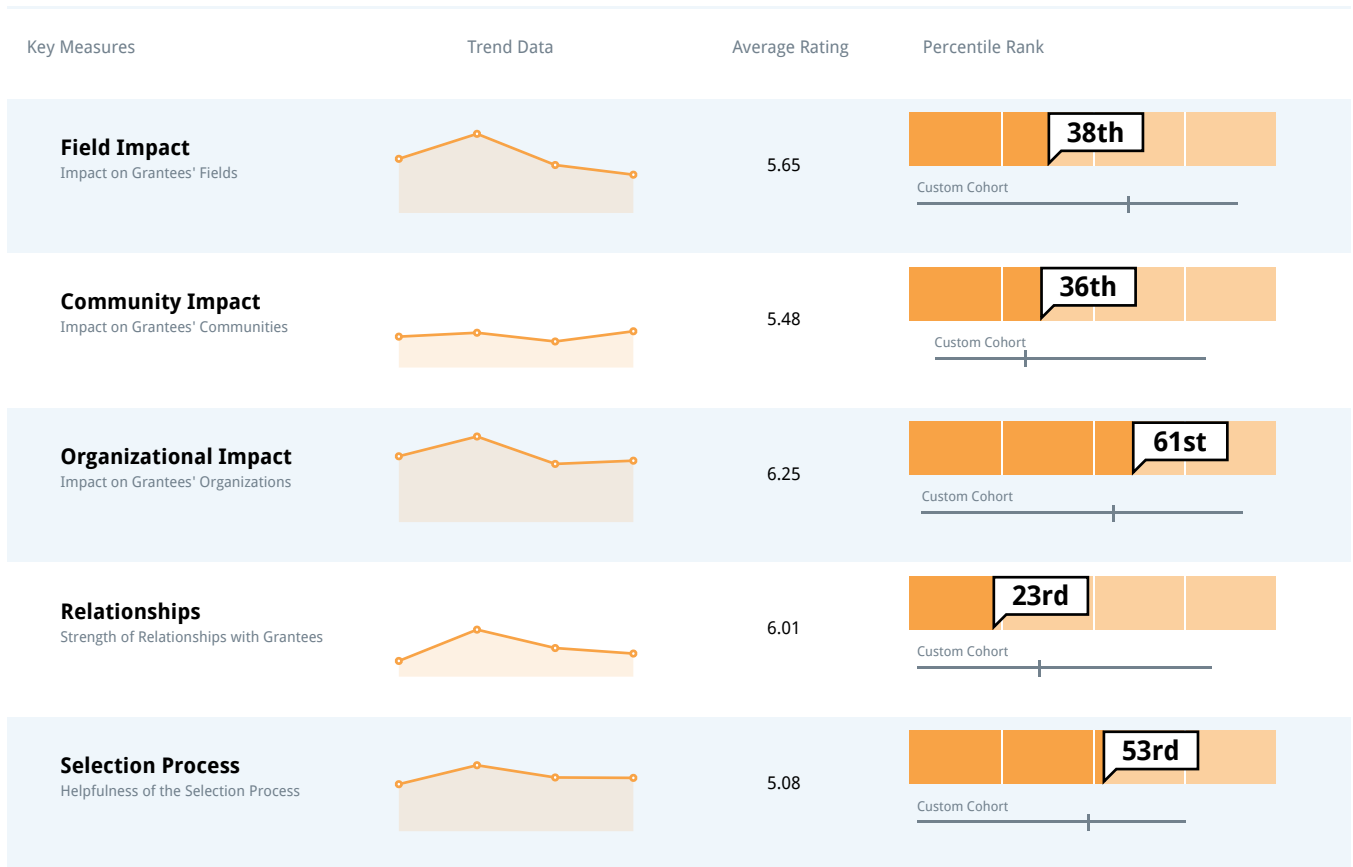 Key Measures
Trend Data
Average Rating
Percentile Rank
Field Impact
Impact on Grantees' Fields
5.65
38th
Custom Cohort
Community Impact
Impact on Grantees' Communities
5.48
36th
Custom Cohort
Organizational Impact
Impact on Grantees' Organizations
6.25
61st
Custom Cohort
Relationships
Strength of Relationships with Grantees
6.01
23rd
Custom Cohort
Selection Process
Helpfulness of the Selection Process
5.08
53rd
Custom Cohort